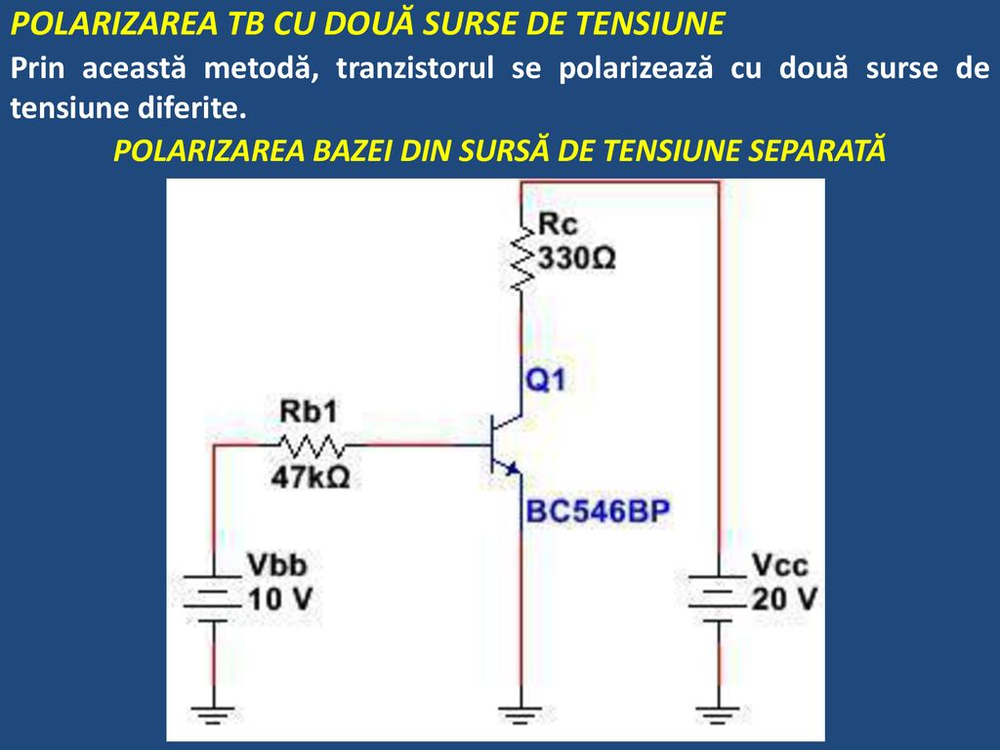 POLARIZAREA TB CU DOUĂ SURSE DE TENSIUNE
Prin această metodă, tranzistorul se polarizează cu două surse de
tensiune diferite.
POLARIZAREA BAZEI DIN SURSĂ DE TENSIUNE SEPARATĂ
Rc
330Ω
Q1
Rb1
47kΩ
BC546BP
Vbb
10 V
Vcc
20 V